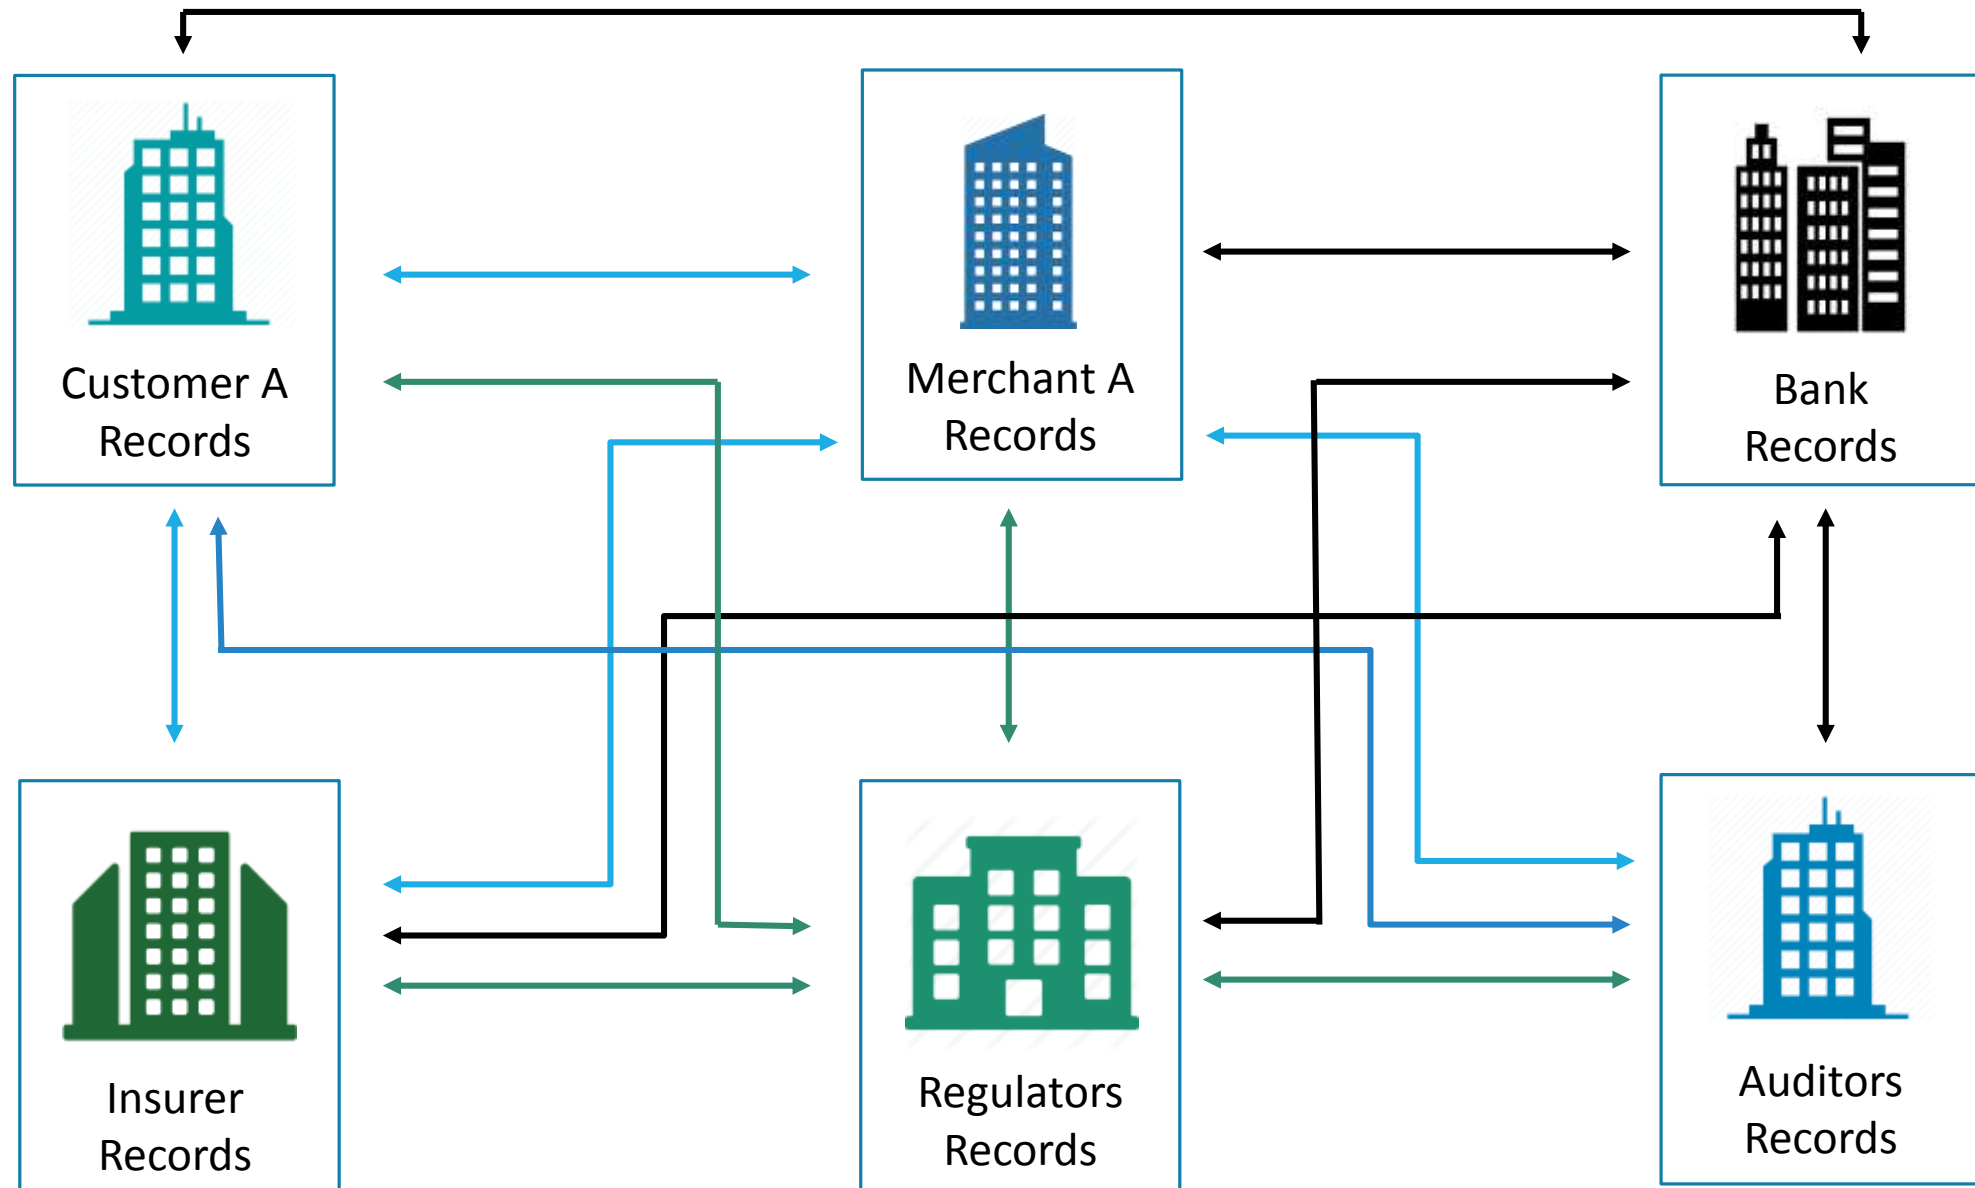 Customer A
Records
Merchant A
Records
Bank
Records
Insurer
Records
Regulators
Records
Auditors
Records